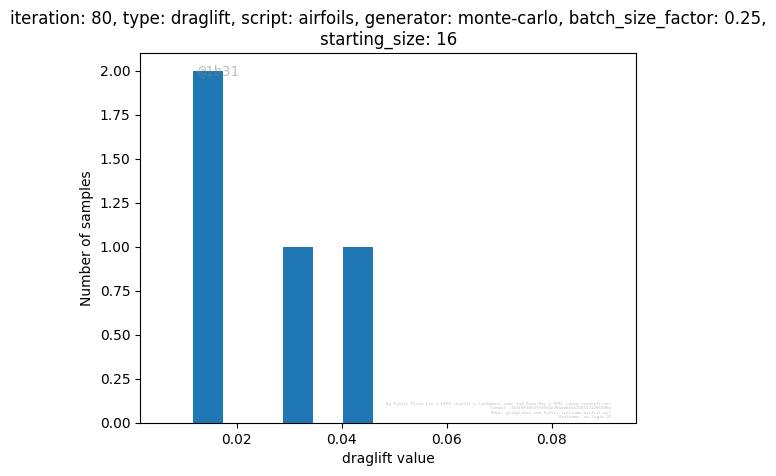 iteration: 80, type: draglift, script: airfoils, generator: monte-carlo, batch_size_factor: 0.25,
starting_size: 16
@1b31
2.00
1.75
1.50
1.25
1.00
0.75
0.50
0.25
0.00
Number of samples
0.02
0.04
0.06
0.08
draglift value